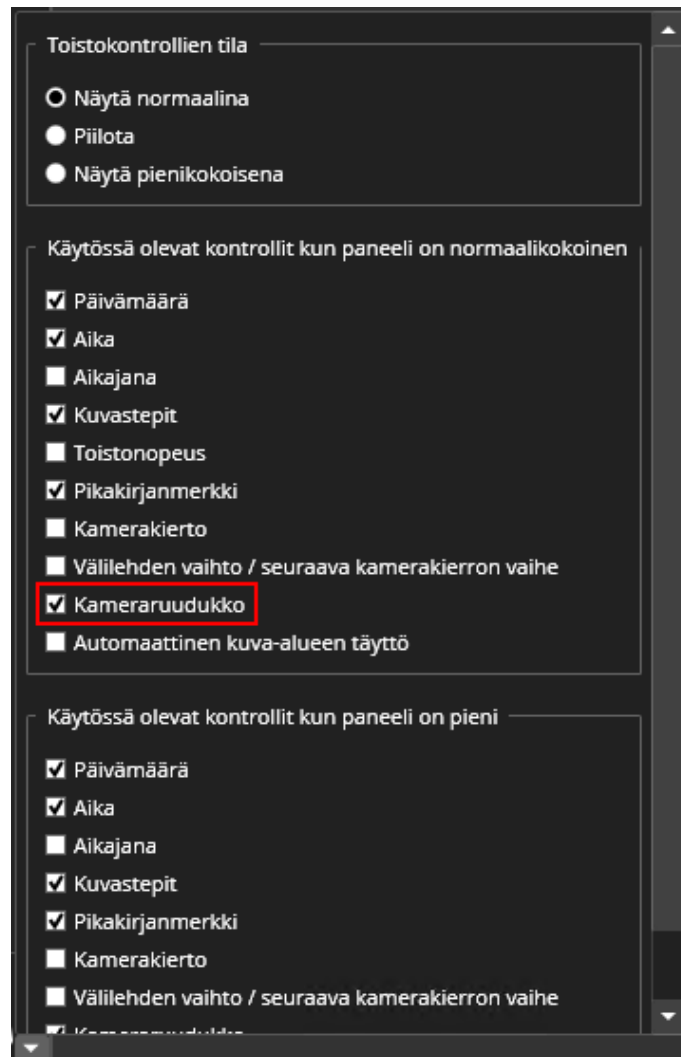 Toistokontrollien tila
Näytä normaalina
Piilota
Näytä pienikokoisena
Käytössä olevat kontrollit kun paneeli on normaalikokoinen
Päivämäärä
Aika
Aikajana
Kuvastepit
Toistonopeus
Pikakirjanmerkki
Kamerakierto
Välilehden vaihto / seuraava kamerakierron vaihe
Kameraruudukko
Automaattinen kuva-alueen täyttö
Käytössä olevat kontrollit kun paneeli on pieni
Päivämäärä
Aika
Aikajana
Kuvastepit
Pikakirjanmerkki
Kamerakierto
Välilehden vaihto / seuraava kamerakierron vaihe
Kameraruudukko